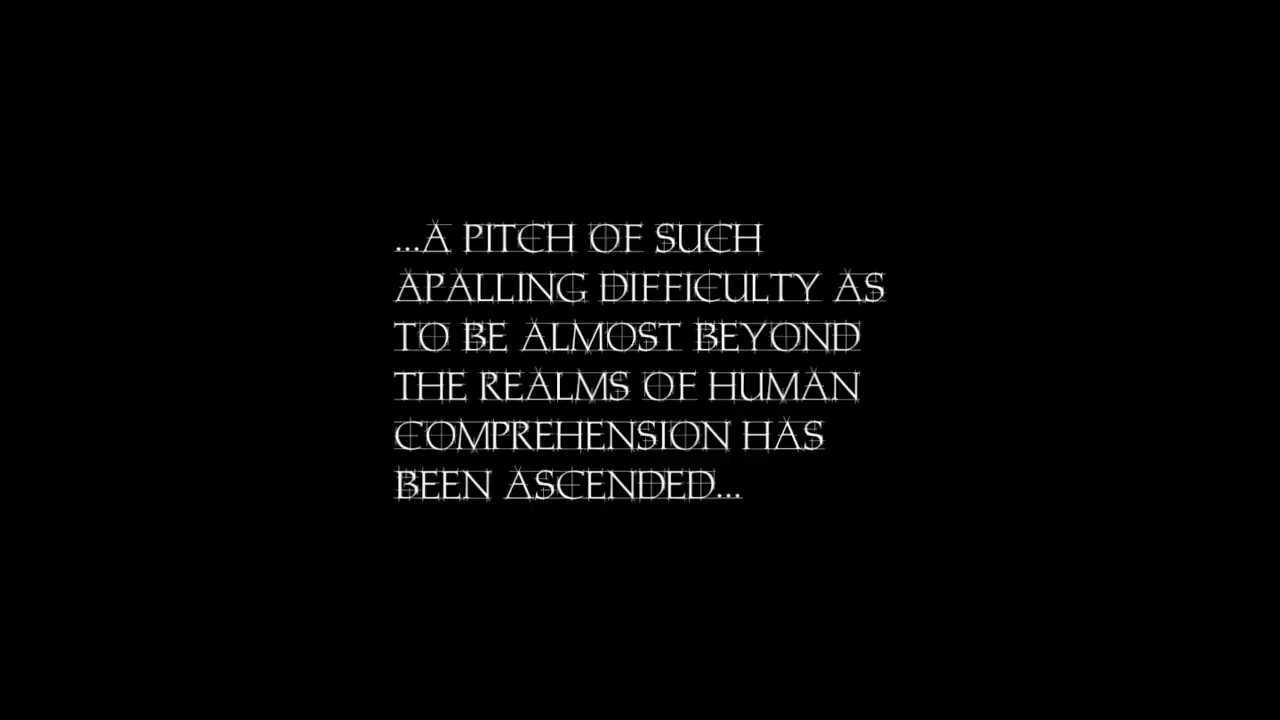 ...A PITCH OF SUCH
APALLING DIFFICULTY AS
TO BE ALMOST BEYOND
THE REALMS OF HUMAN
COMPREHENSION HAS
BEEN ASCENDED...